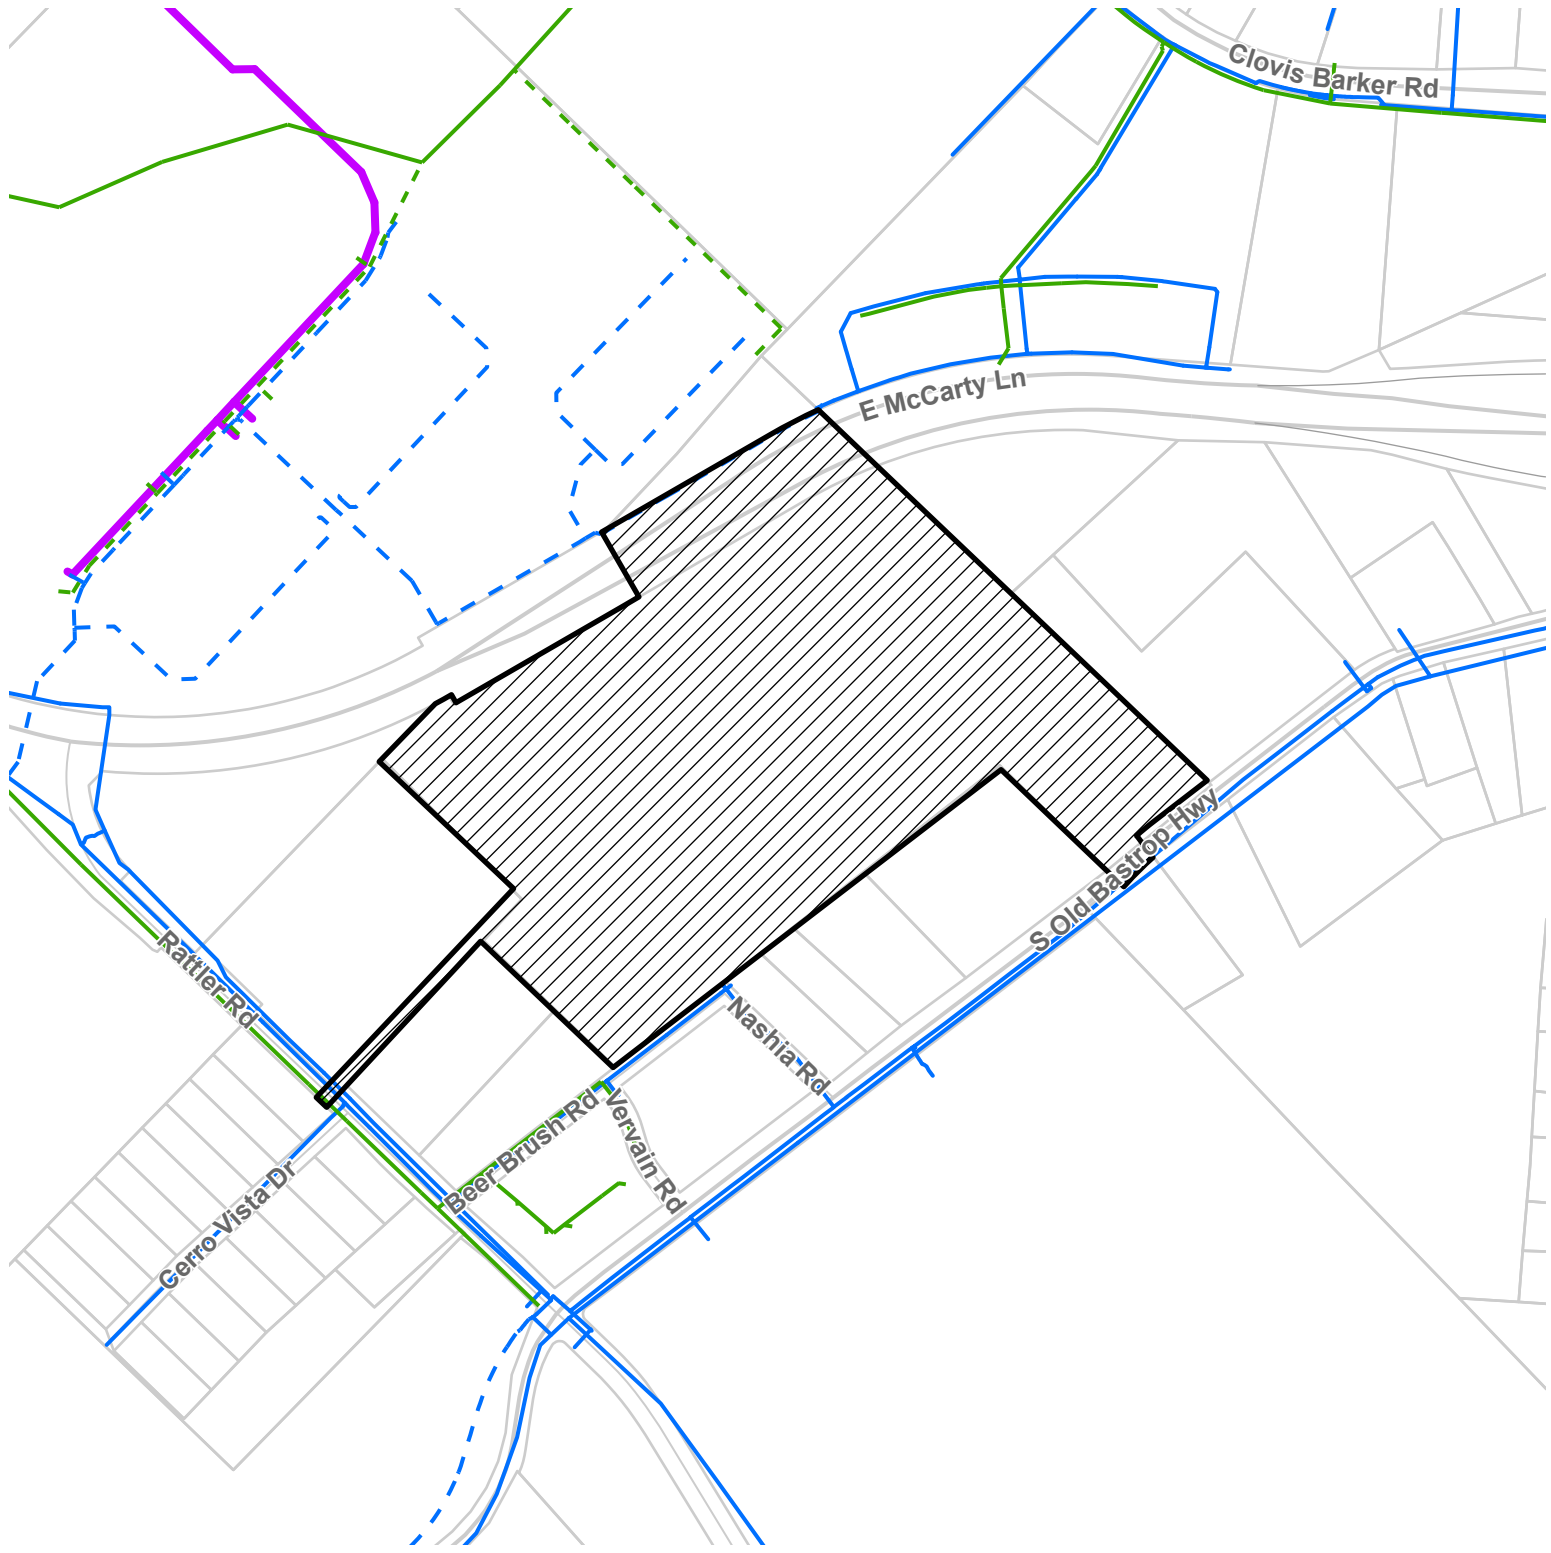 Clovis Barker Rd
E McCarty Ln
S Old Bastrop Hwy
Rattler Rd
Nashia Rd
Beer Brush Rd
Vervain Rd
Cerro Vista Dr